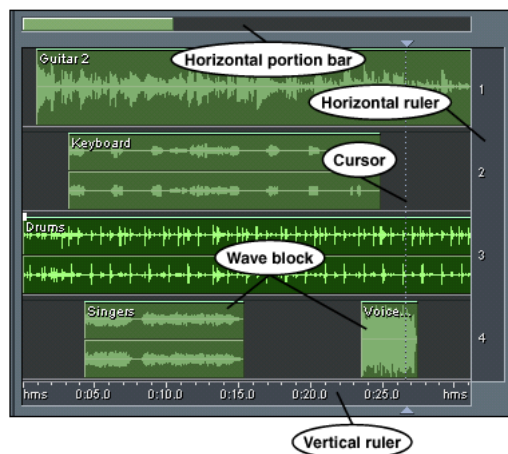 Horizontal portion bar
Guitar 2
1
Horizontal ruler
Keyboard
2
Cursor
Drums
3
Wave block
Singers
Voice...
4
hms 0:05.0 0:10.0 0:15.0 0:20.0 0:25.0 hms
Vertical ruler